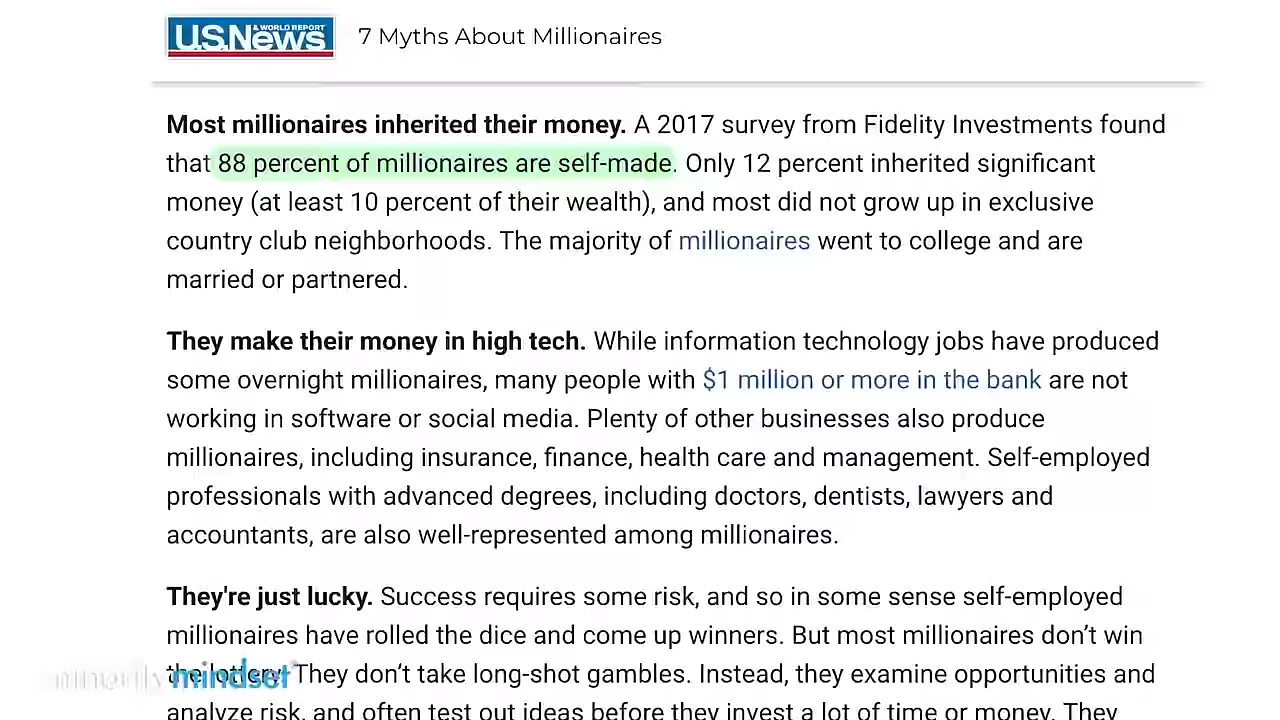 U.S.News
& WORLD REPORT
7 Myths About Millionaires
Most millionaires inherited their money. A 2017 survey from Fidelity Investments found
that 88 percent of millionaires are self-made. Only 12 percent inherited significant
money (at least 10 percent of their wealth), and most did not grow up in exclusive
country club neighborhoods. The majority of millionaires went to college and are
married or partnered.
They make their money in high tech. While information technology jobs have produced
some overnight millionaires, many people with $1 million or more in the bank are not
working in software or social media. Plenty of other businesses also produce
millionaires, including insurance, finance, health care and management. Self-employed
professionals with advanced degrees, including doctors, dentists, lawyers and
accountants, are also well-represented among millionaires.
They're just lucky. Success requires some risk, and so in some sense self-employed
millionaires have rolled the dice and come up winners. But most millionaires don’t win
the lottery. They don’t take long-shot gambles. Instead, they examine opportunities and
minority mindset
analyze risk, and often test out ideas before they invest a lot of time or money. They